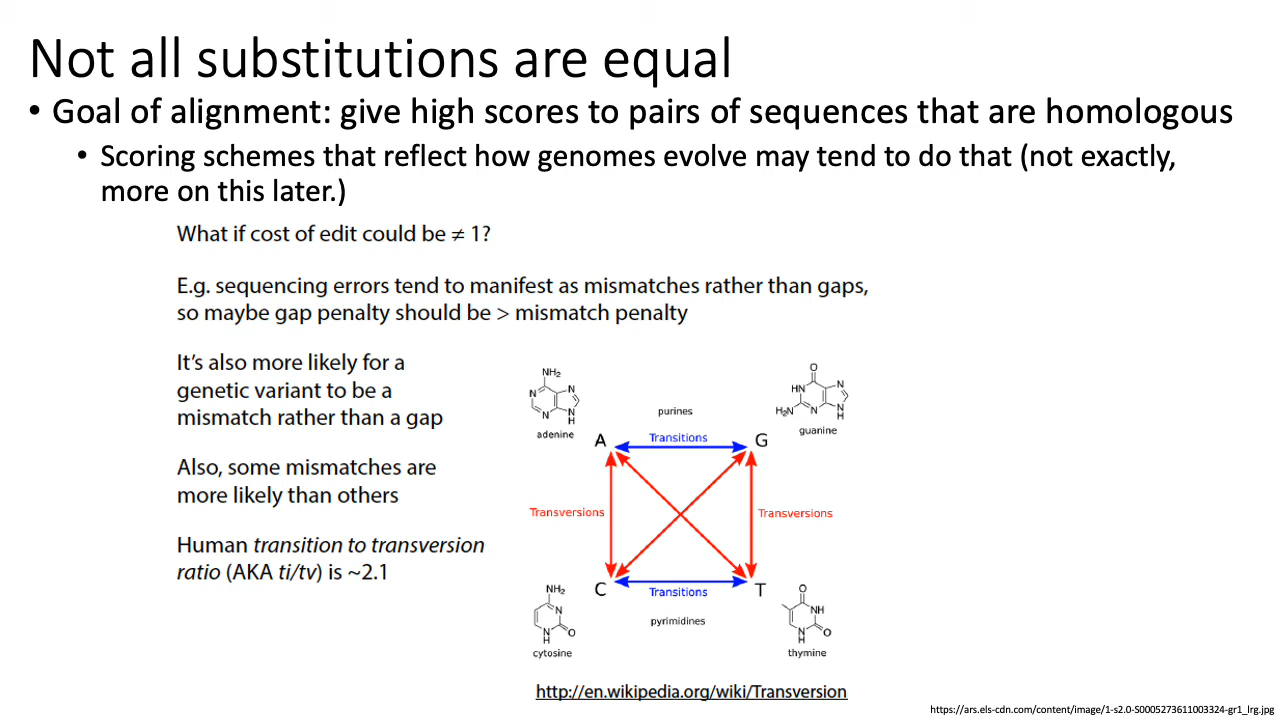 Not all substitutions are equal
• Goal of alignment: give high scores to pairs of sequences that are homologous
• Scoring schemes that reflect how genomes evolve may tend to do that (not exactly,
more on this later.)
What if cost of edit could be ≠ 1?
E.g. sequencing errors tend to manifest as mismatches rather than gaps,
so maybe gap penalty should be > mismatch penalty
It's also more likely for a
genetic variant to be a
mismatch rather than a gap
Also, some mismatches are
more likely than others
Human transition to transversion
ratio (AKA ti/tv) is ~2.1
NH₂
N
N
N
N
H
adenine
purines
O
HN
N
H₂N
N
N
H
guanine
A
Transitions
G
Transversions
Transversions
C
Transitions
T
pyrimidines
NH₂
N
N
H
O
cytosine
O
NH
N
H
O
thymine
http://en.wikipedia.org/wiki/Transversion
https://ars.els-cdn.com/content/image/1-s2.0-S0005273611003324-gr1_lrg.jpg